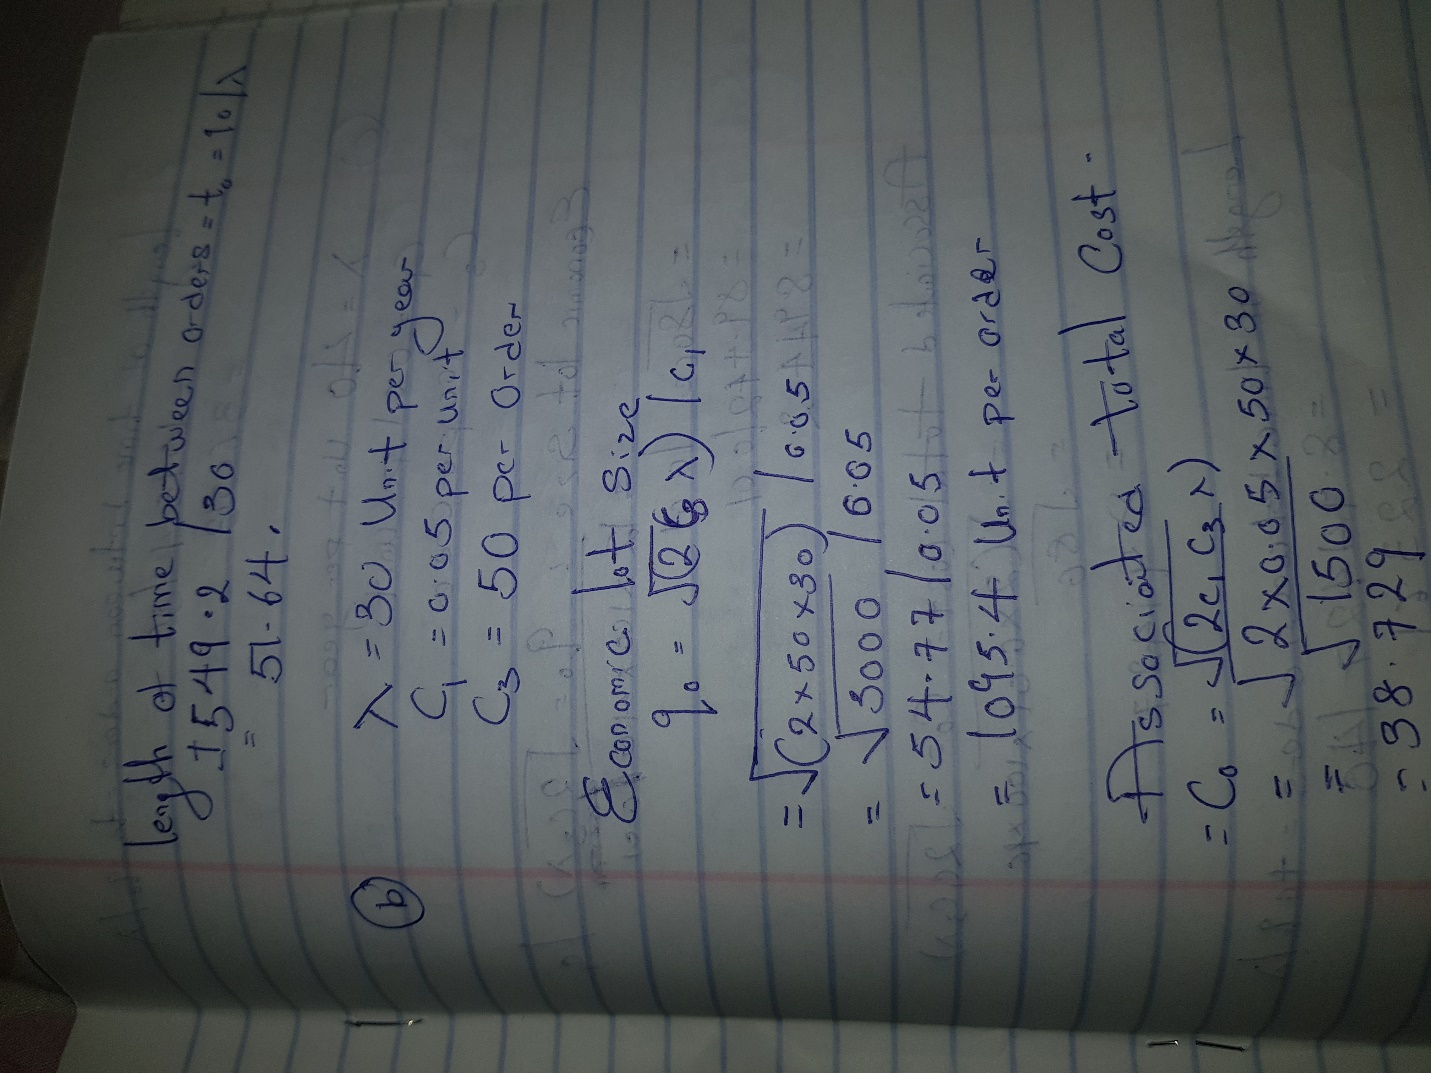 length of time between orders = t₀ = q₀/λ
1549.2/30
= 51.64.
(b) λ = 30 Unit per year
C₁ = 0.05 per unit
C₃ = 50 per order
Economic lot size
q₀ = √(2C₃λ)/C₁
= √(2×50×30)/0.05
= √3000/0.05
= 54.77/0.05
= 1095.4 Unit per order
Associated total Cost.
= C₀ = √(2C₁C₃λ)
= √2×0.05×50×30
= √1500
= 38.729